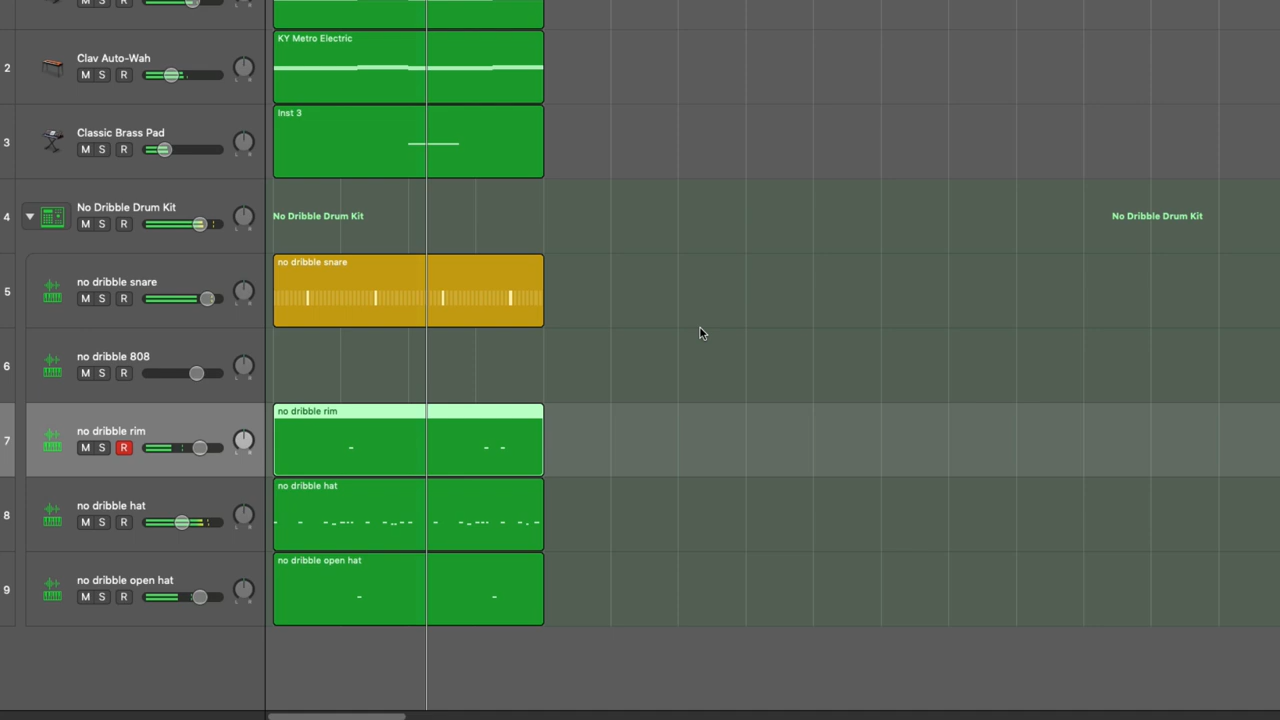 M S R
KY Metro Electric
2
Clav Auto-Wah
M S R
Inst 3
3
Classic Brass Pad
M S R
4
No Dribble Drum Kit
M S R
No Dribble Drum Kit
No Dribble Drum Kit
no dribble snare
5
no dribble snare
M S R
6
no dribble 808
M S R
no dribble rim
7
no dribble rim
M S R
no dribble hat
8
no dribble hat
M S R
no dribble open hat
9
no dribble open hat
M S R